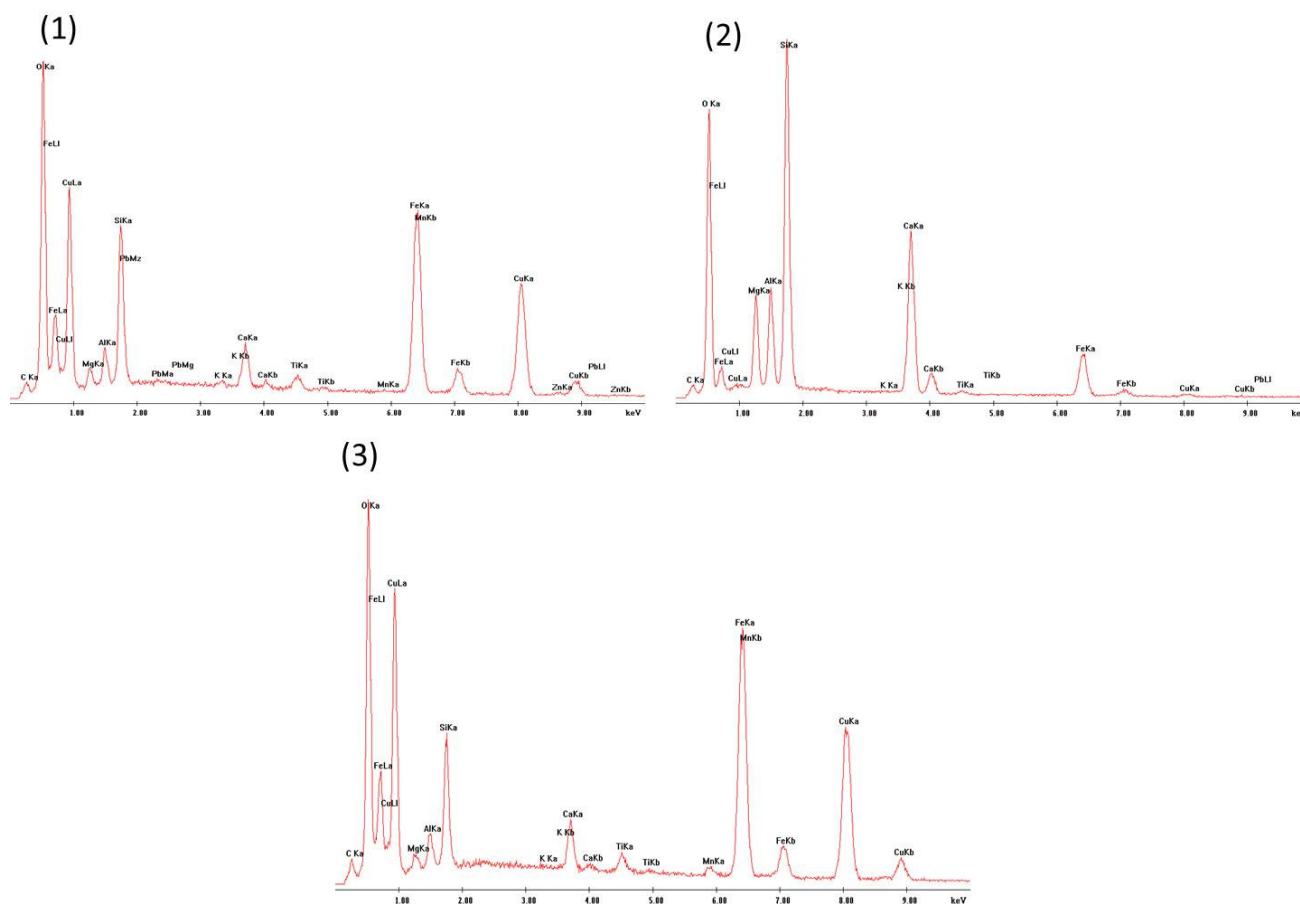 (1)
O Ka
FeLl
CuLa
SiKa
PbMz
FeLa
CuLl
C Ka
MgKa
AlKa
PbMa
PbMg
K Ka
K Kb
CaKa
CaKb
TiKa
TiKb
MnKa
FeKa
MnKb
FeKb
CuKa
ZnKa
CuKb
PbLl
ZnKb
1.00 2.00 3.00 4.00 5.00 6.00 7.00 8.00 9.00 keV
(2)
SiKa
O Ka
FeLl
CaKa
K Kb
MgKa
AlKa
CuLl
FeLa
C Ka
CuLa
K Ka
CaKb
TiKa
TiKb
FeKa
FeKb
CuKa
CuKb
PbLl
1.00 2.00 3.00 4.00 5.00 6.00 7.00 8.00 9.00 ke
(3)
O Ka
FeLl
CuLa
SiKa
FeLa
CuLl
C Ka
MgKa
AlKa
K Ka
K Kb
CaKa
CaKb
TiKa
TiKb
MnKa
FeKa
MnKb
FeKb
CuKa
CuKb
1.00 2.00 3.00 4.00 5.00 6.00 7.00 8.00 9.00 keV